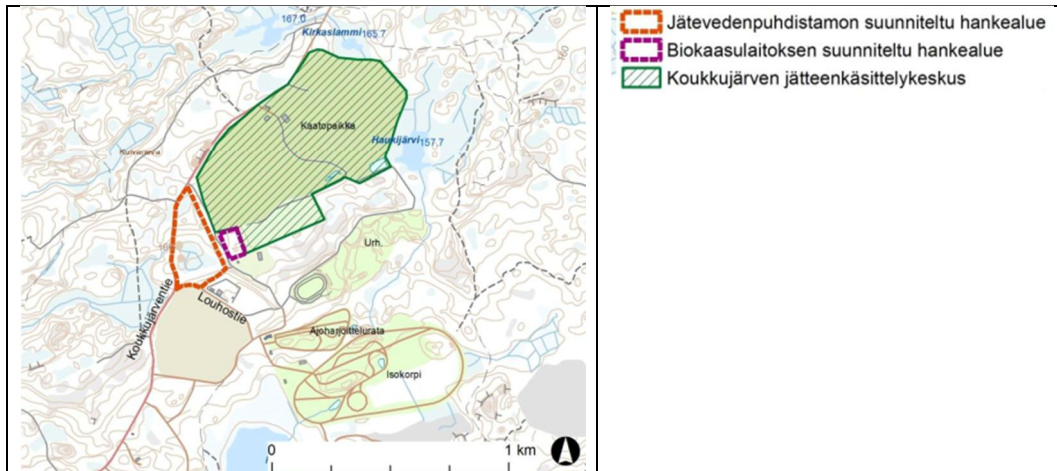 167.0
Kirkaslammi 165.7
Kaatopaikka
Haukijärvi 157.7
Urh.
Koukkujärventie
Louhostie
Ajoharjoittelurata
Isokorpi
0
1 km
Jätevedenpuhdistamon suunniteltu hankealue
Biokaasulaitoksen suunniteltu hankealue
Koukkujärven jätteenkäsittelykeskus